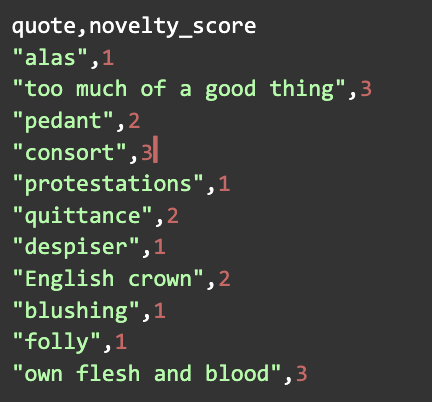 quote,novelty_score
"alas",1
"too much of a good thing",3
"pedant",2
"consort",3
"protestations",1
"quittance",2
"despiser",1
"English crown",2
"blushing",1
"folly",1
"own flesh and blood",3